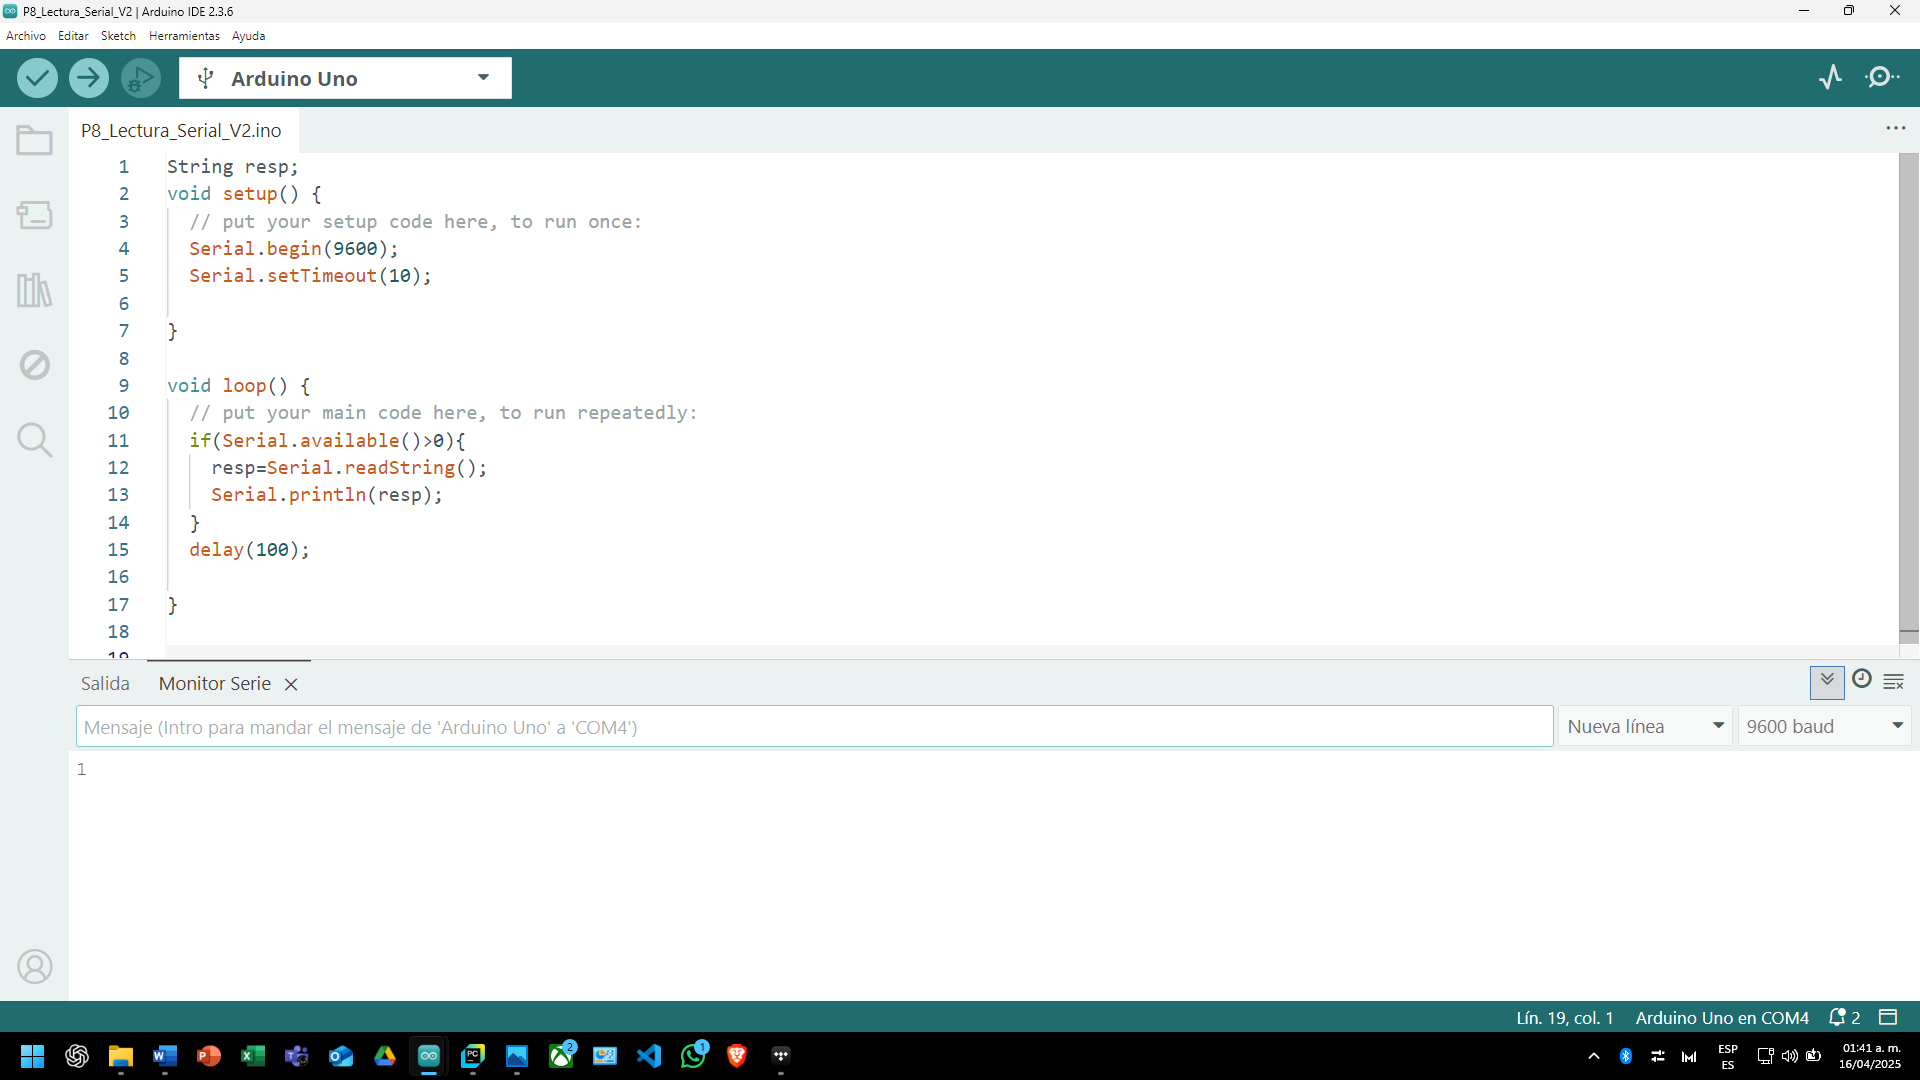 P8_Lectura_Serial_V2 | Arduino IDE 2.3.6
Archivo Editar Sketch Herramientas Ayuda
Arduino Uno
P8_Lectura_Serial_V2.ino
1 String resp;
2 void setup() {
3 // put your setup code here, to run once:
4 Serial.begin(9600);
5 Serial.setTimeout(10);
6
7 }
8
9 void loop() {
10 // put your main code here, to run repeatedly:
11 if(Serial.available()>0){
12 resp=Serial.readString();
13 Serial.println(resp);
14 }
15 delay(100);
16
17 }
18
19
Salida Monitor Serie
Mensaje (Intro para mandar el mensaje de 'Arduino Uno' a 'COM4') Nueva línea 9600 baud
1
Lín. 19, col. 1 Arduino Uno en COM4 2
2 1
ESP
ES
01:41 a. m.
16/04/2025